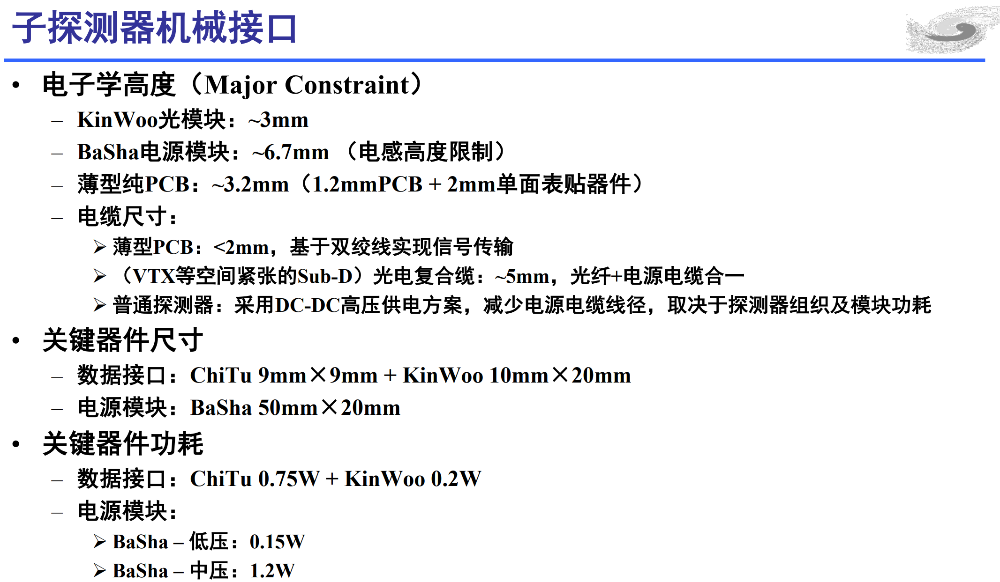 子探测器机械接口
• 电子学高度（Major Constraint）
– KinWoo光模块：~3mm
– BaSha电源模块：~6.7mm （电感高度限制）
– 薄型纯PCB：~3.2mm（1.2mmPCB + 2mm单面表贴器件）
– 电缆尺寸：
➢ 薄型PCB：<2mm，基于双绞线实现信号传输
➢ （VTX等空间紧张的Sub-D）光电复合缆：~5mm，光纤+电源电缆合一
➢ 普通探测器：采用DC-DC高压供电方案，减少电源电缆线径，取决于探测器组织及模块功耗
• 关键器件尺寸
– 数据接口：ChiTu 9mm×9mm + KinWoo 10mm×20mm
– 电源模块：BaSha 50mm×20mm
• 关键器件功耗
– 数据接口：ChiTu 0.75W + KinWoo 0.2W
– 电源模块：
➢ BaSha – 低压：0.15W
➢ BaSha – 中压：1.2W